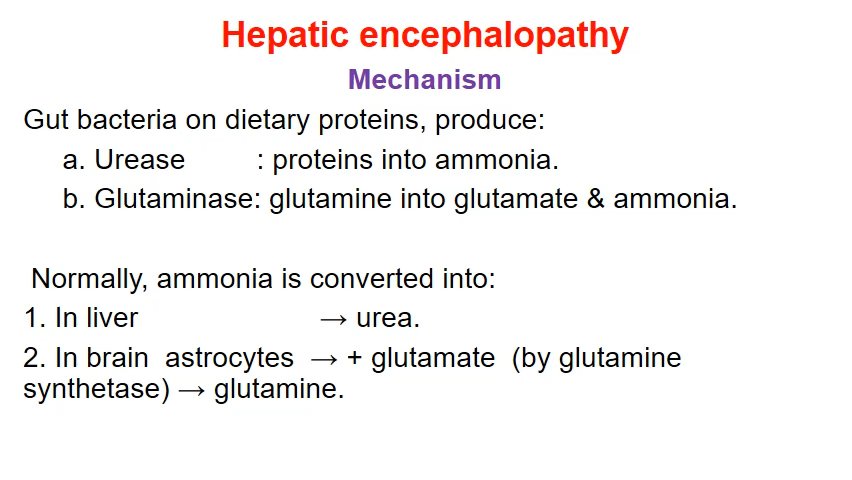 Hepatic encephalopathy
Mechanism
Gut bacteria on dietary proteins, produce:
a. Urease : proteins into ammonia.
b. Glutaminase: glutamine into glutamate & ammonia.
Normally, ammonia is converted into:
1. In liver → urea.
2. In brain astrocytes → + glutamate (by glutamine
synthetase) → glutamine.